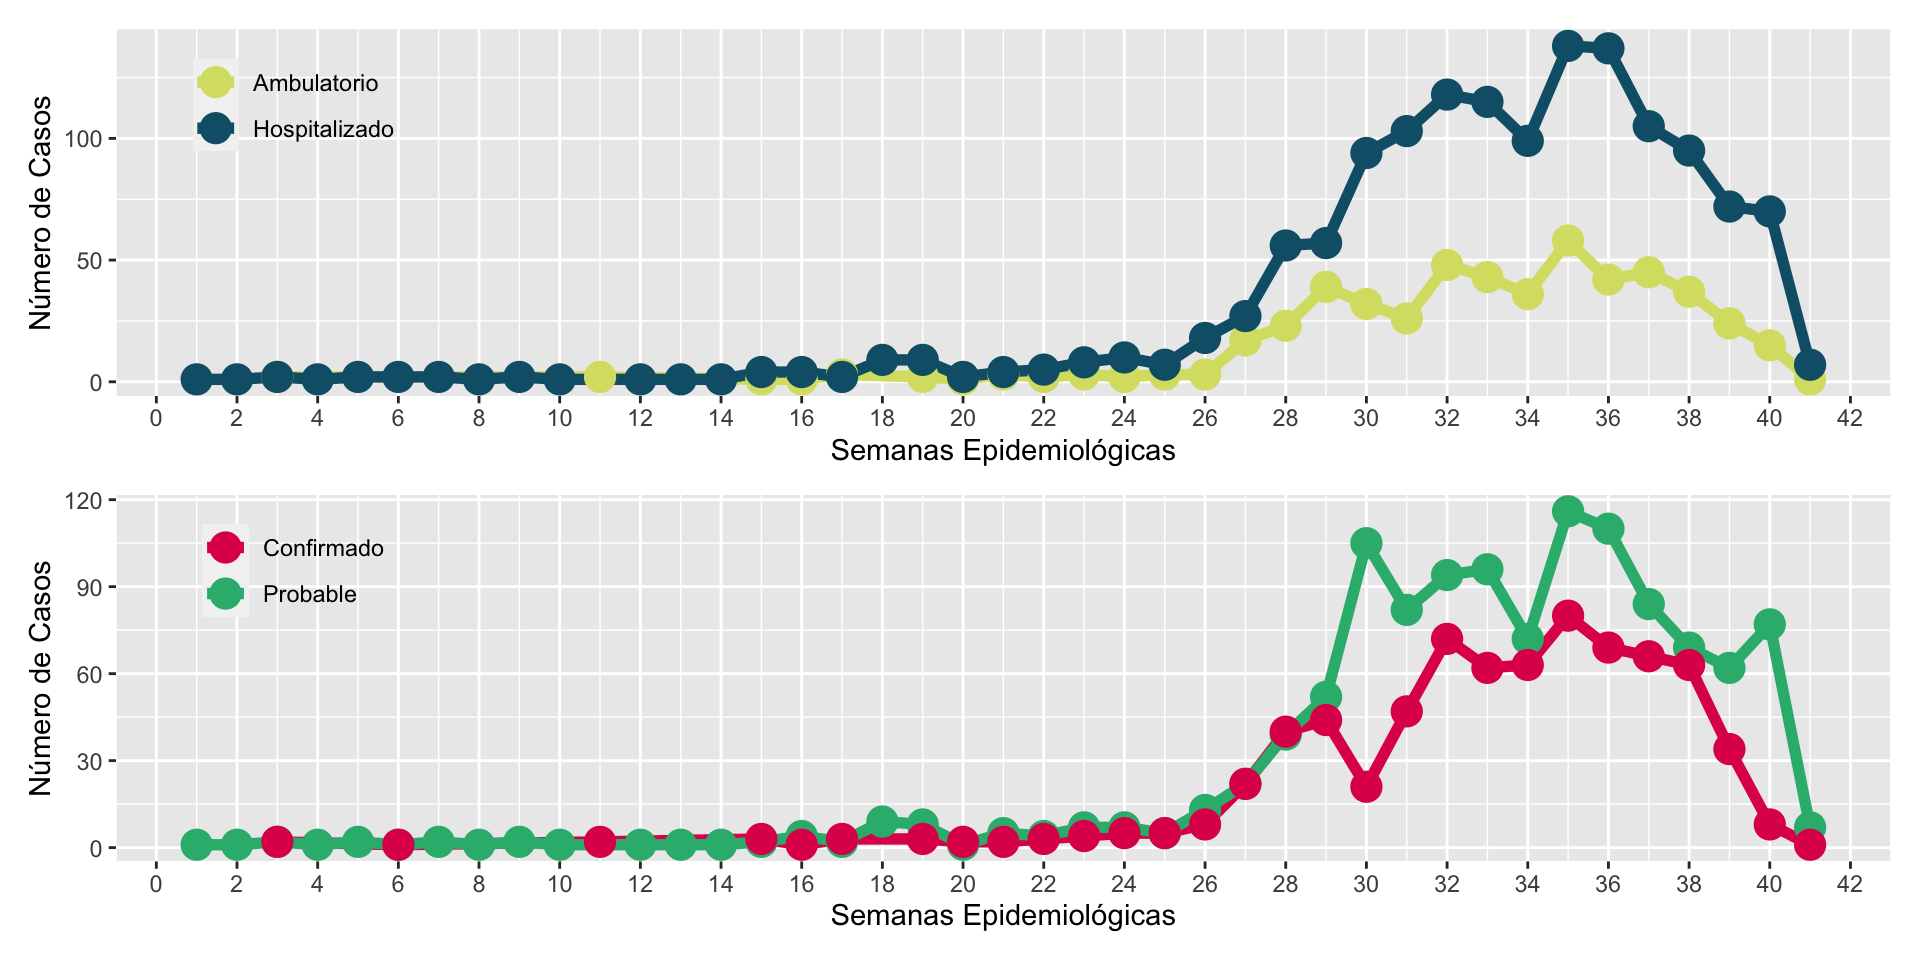 Número de Casos
100
50
0
Ambulatorio
Hospitalizado
0 2 4 6 8 10 12 14 16 18 20 22 24 26 28 30 32 34 36 38 40 42
Semanas Epidemiológicas
Número de Casos
120
90
60
30
0
Confirmado
Probable
0 2 4 6 8 10 12 14 16 18 20 22 24 26 28 30 32 34 36 38 40 42
Semanas Epidemiológicas